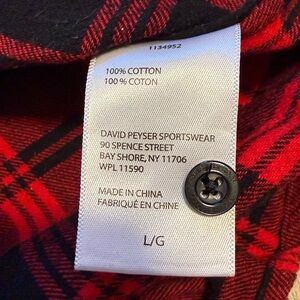 1134952
100% COTTON
100% COTON
DAVID PEYSER SPORTSWEAR
90 SPENCE STREET
BAY SHORE, NY 11706
WPL 11590
MADE IN CHINA
FABRIQUÉ EN CHINE
L/G